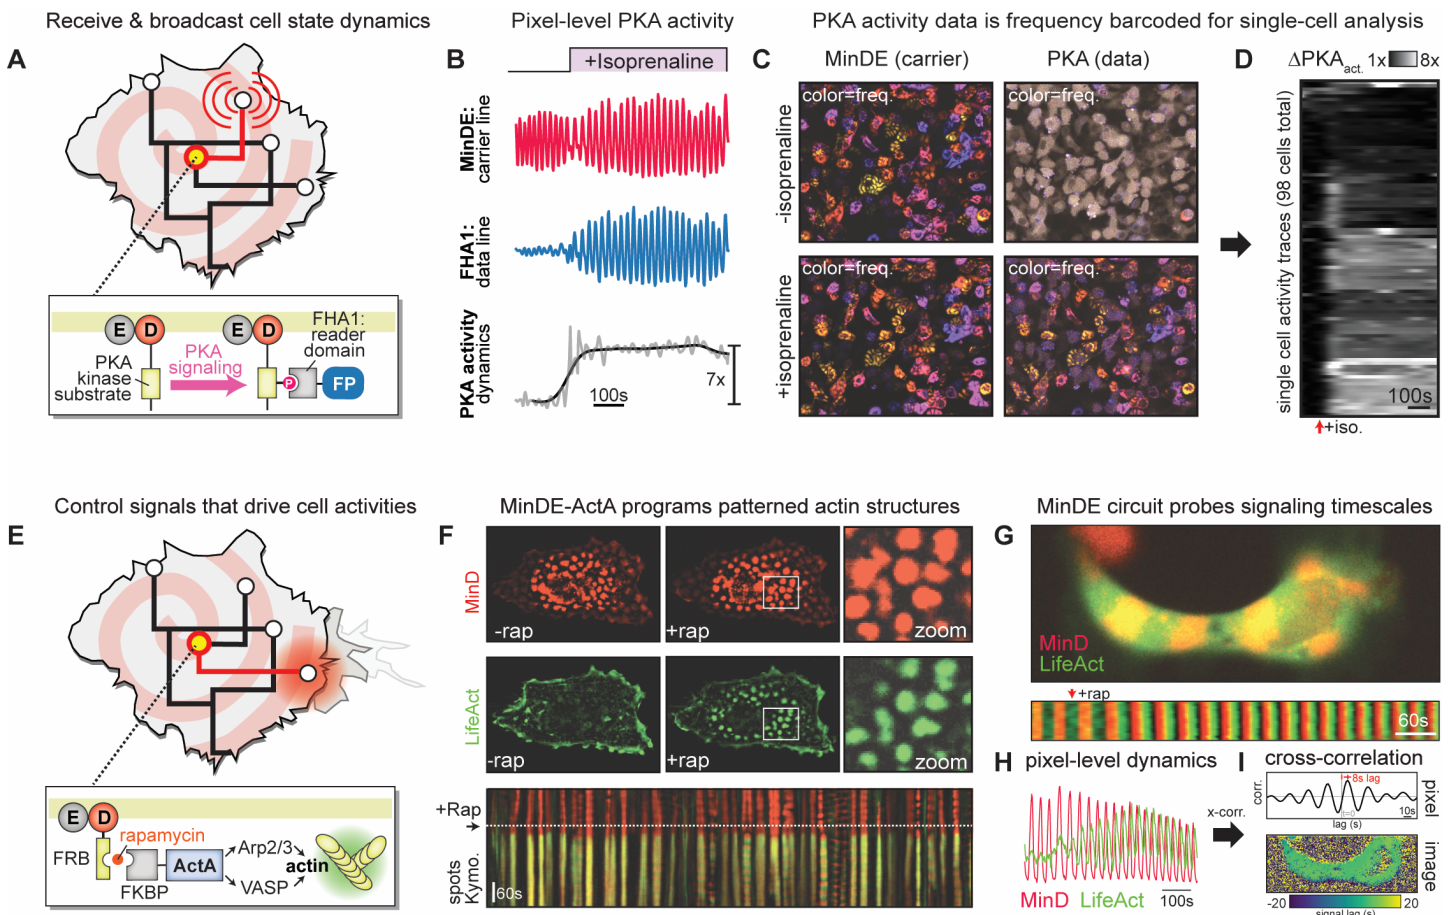 Receive & broadcast cell state dynamics
Pixel-level PKA activity
PKA activity data is frequency barcoded for single-cell analysis
A
E
D
E
D
FHA1:
reader
domain
PKA
signaling
PKA
kinase
substrate
P
FP
B
+Isoprenaline
MinDE:
carrier line
FHA1:
data line
PKA activity
dynamics
100s
7x
C
MinDE (carrier)
PKA (data)
-isoprenaline
color=freq.
color=freq.
+isoprenaline
color=freq.
color=freq.
D
ΔPKAact. 1x 8x
single cell activity traces (98 cells total)
100s
+iso.
Control signals that drive cell activities
MinDE-ActA programs patterned actin structures
MinDE circuit probes signaling timescales
E
E
D
rapamycin
FRB
FKBP
ActA
Arp2/3
VASP
actin
F
MinD
-rap
+rap
zoom
LifeAct
-rap
+rap
zoom
+Rap
spots
Kymo.
60s
G
MinD
LifeAct
+rap
60s
H
pixel-level dynamics
MinD
LifeAct
100s
x-corr.
I
cross-correlation
corr.
+8s lag
t=0
10s
lag (s)
pixel
image
-20
20
signal lag (s)